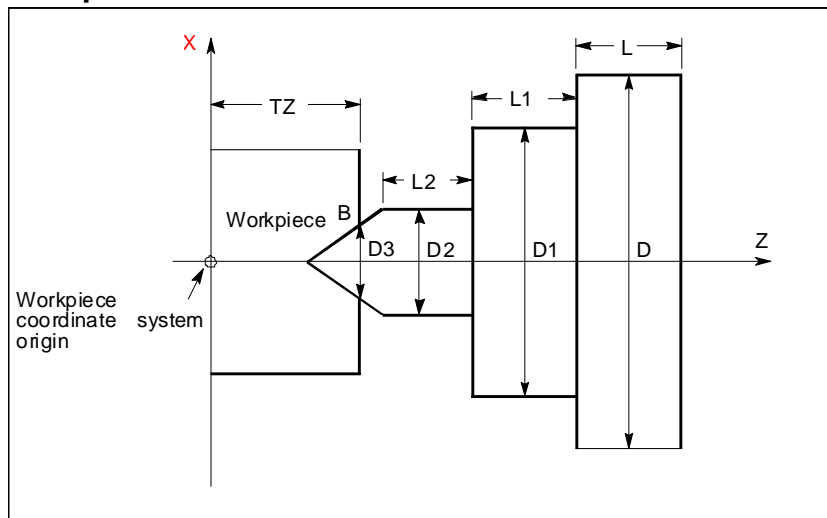 X
L
TZ
L1
L2
Workpiece
B
D3
D2
D1
D
Z
Workpiece
coordinate system
origin